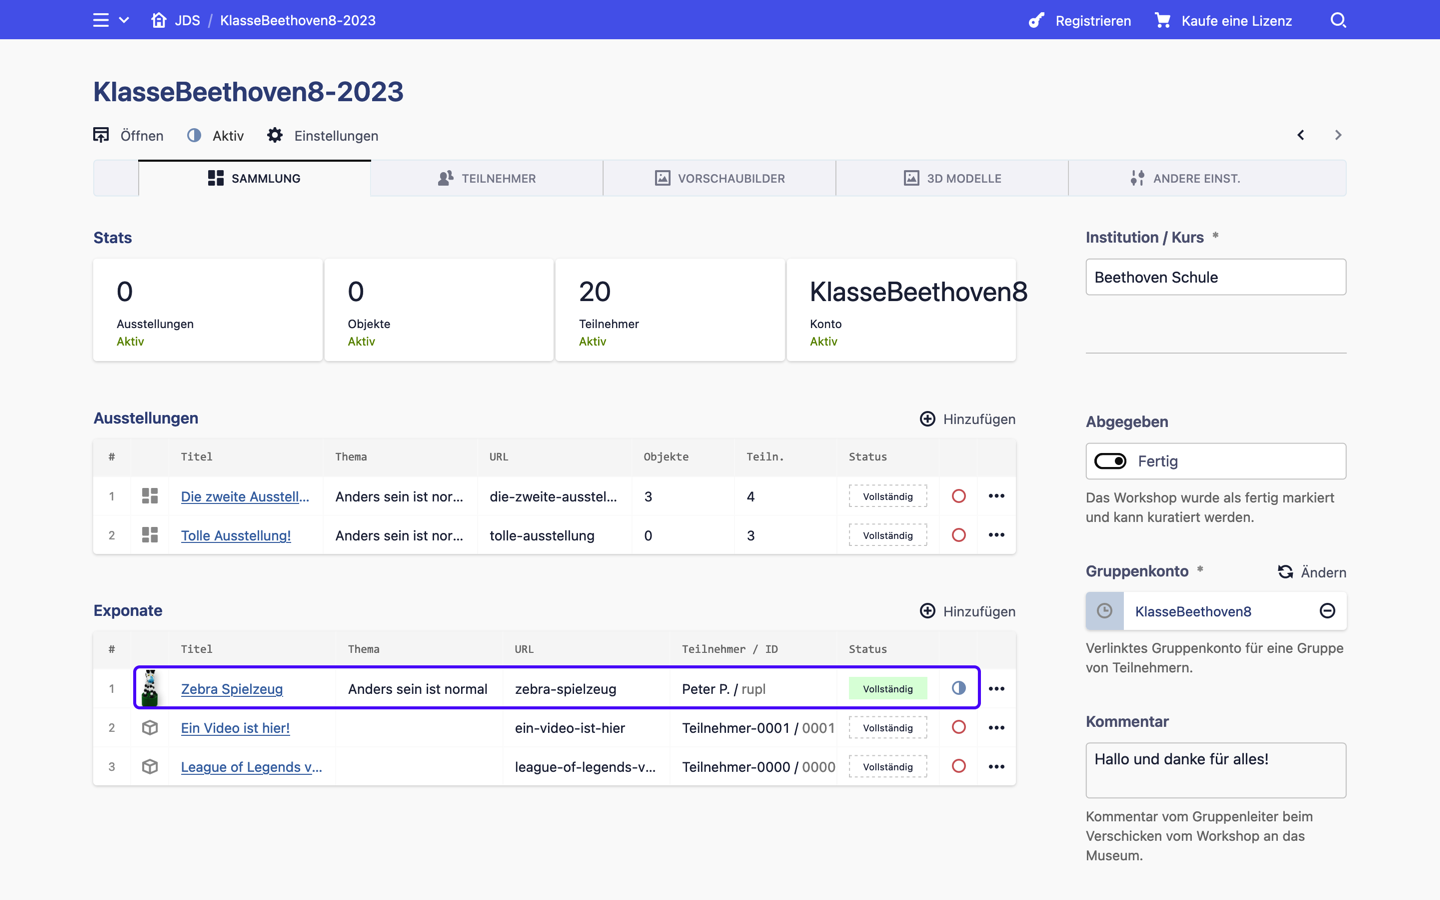 JDS / KlasseBeethoven8-2023
Registrieren
Kaufe eine Lizenz
KlasseBeethoven8-2023
Öffnen
Aktiv
Einstellungen
SAMMLUNG
TEILNEHMER
VORSCHAUBILDER
3D MODELLE
ANDERE EINST.
Stats
0
Ausstellungen
Aktiv
0
Objekte
Aktiv
20
Teilnehmer
Aktiv
KlasseBeethoven8
Konto
Aktiv
Ausstellungen
Hinzufügen
# Titel Thema URL Objekte Teiln. Status
1 Die zweite Ausstell... Anders sein ist nor... die-zweite-ausstel... 3 4 Vollständig
2 Tolle Ausstellung! Anders sein ist nor... tolle-ausstellung 0 3 Vollständig
Exponate
Hinzufügen
# Titel Thema URL Teilnehmer / ID Status
1 Zebra Spielzeug Anders sein ist normal zebra-spielzeug Peter P. / rupl Vollständig
2 Ein Video ist hier! ein-video-ist-hier Teilnehmer-0001 / 0001 Vollständig
3 League of Legends v... league-of-legends-v... Teilnehmer-0000 / 0000 Vollständig
Institution / Kurs *
Beethoven Schule
Abgegeben
Fertig
Das Workshop wurde als fertig markiert
und kann kuratiert werden.
Gruppenkonto *
Ändern
KlasseBeethoven8
Verlinktes Gruppenkonto für eine Gruppe
von Teilnehmern.
Kommentar
Hallo und danke für alles!
Kommentar vom Gruppenleiter beim
Verschicken vom Workshop an das
Museum.